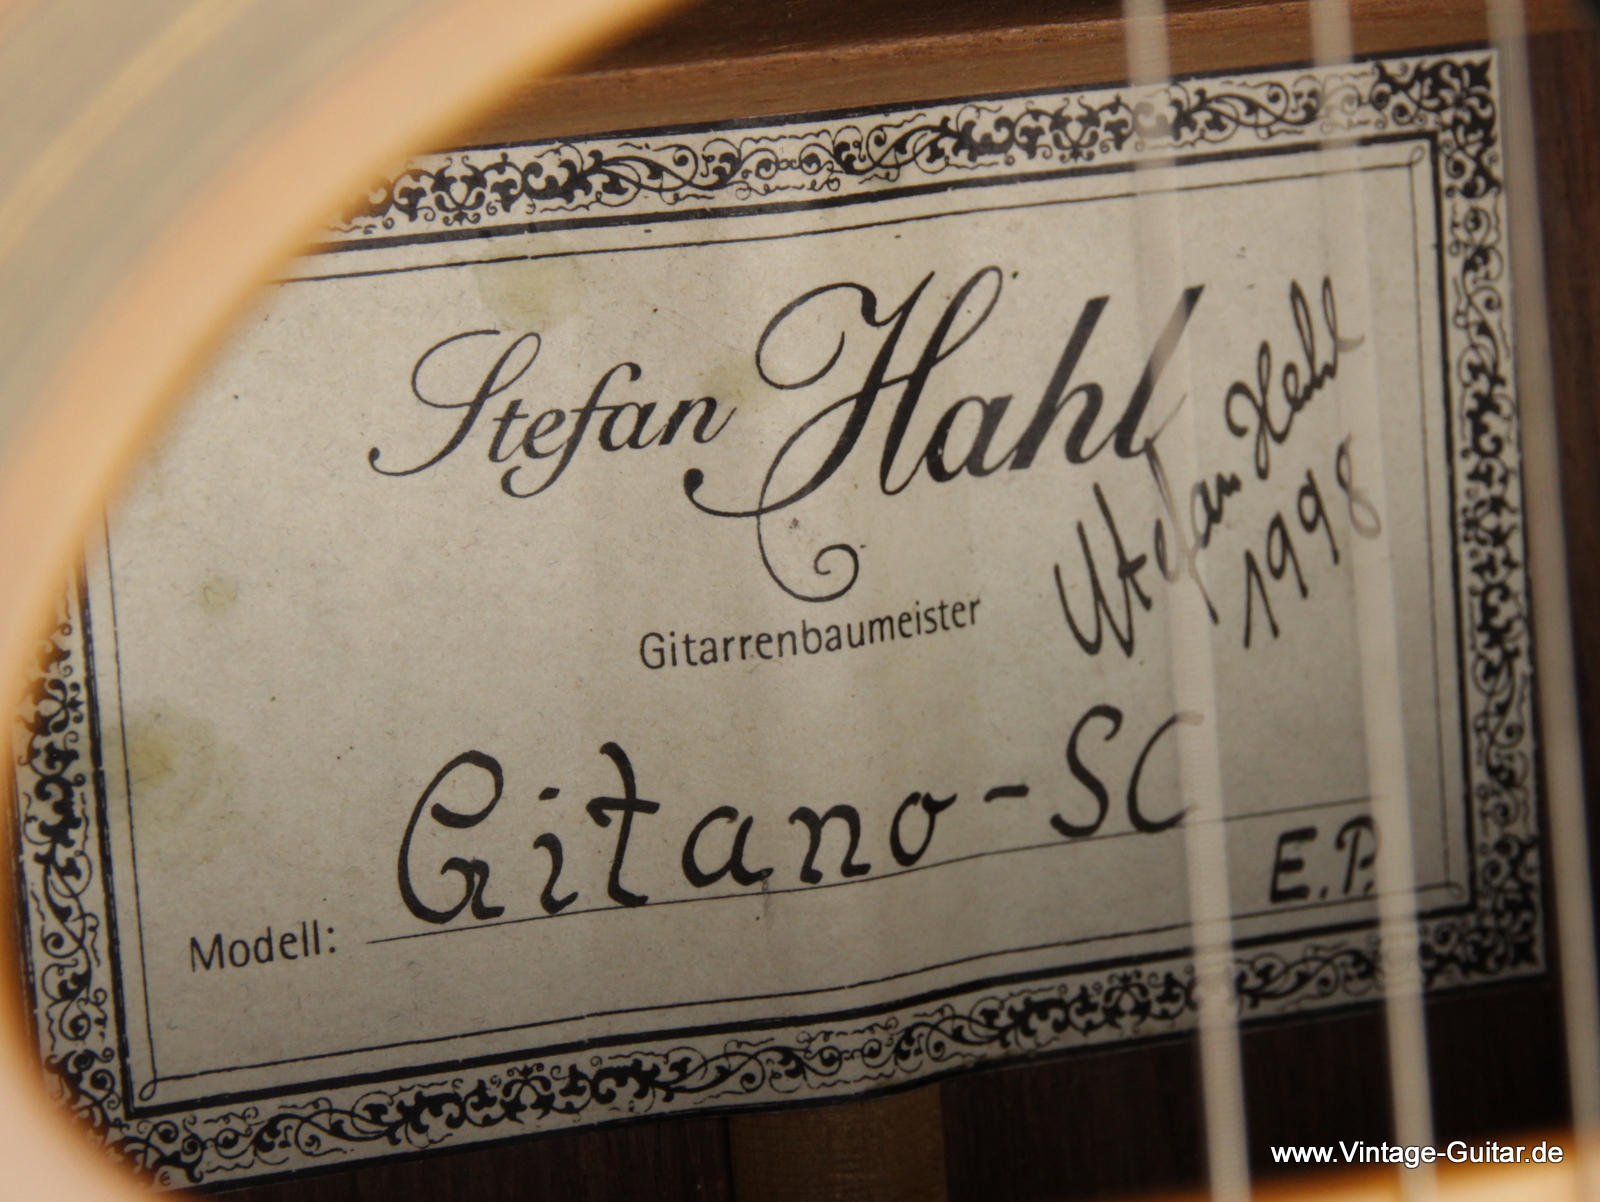 Stefan Hahl
Stefan Hahl
1998
Gitarrenbaumeister
Modell: Gitano-SC
E.P.
www.Vintage-Guitar.de